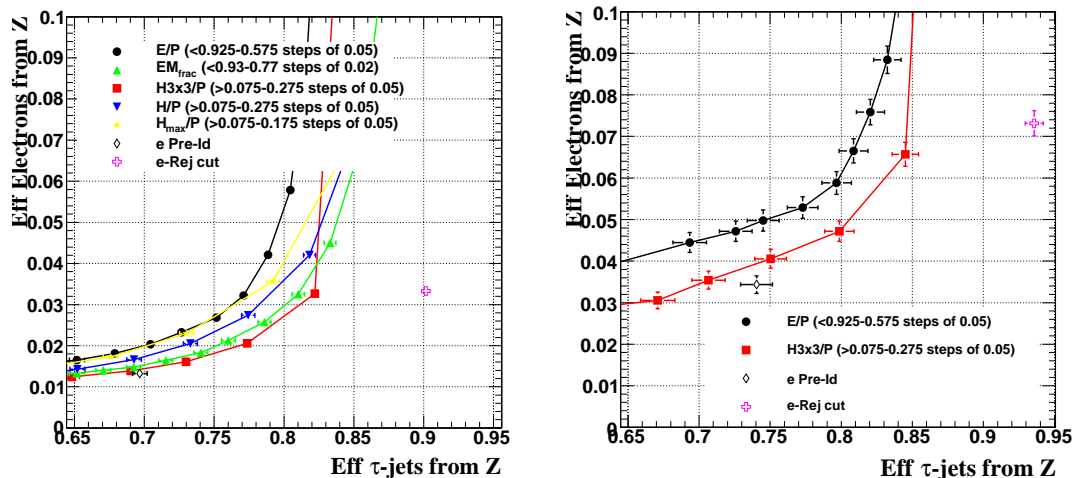 Eff Electrons from Z
0.1
0.09
0.08
0.07
0.06
0.05
0.04
0.03
0.02
0.01
0
E/P (<0.925-0.575 steps of 0.05)
EMfrac (<0.93-0.77 steps of 0.02)
H3x3/P (>0.075-0.275 steps of 0.05)
H/P (>0.075-0.275 steps of 0.05)
Hmax/P (>0.075-0.175 steps of 0.05)
e Pre-Id
e-Rej cut
0.65 0.7 0.75 0.8 0.85 0.9 0.95
Eff τ-jets from Z
Eff Electrons from Z
0.1
0.09
0.08
0.07
0.06
0.05
0.04
0.03
0.02
0.01
0
E/P (<0.925-0.575 steps of 0.05)
H3x3/P (>0.075-0.275 steps of 0.05)
e Pre-Id
e-Rej cut
0.65 0.7 0.75 0.8 0.85 0.9 0.95
Eff τ-jets from Z